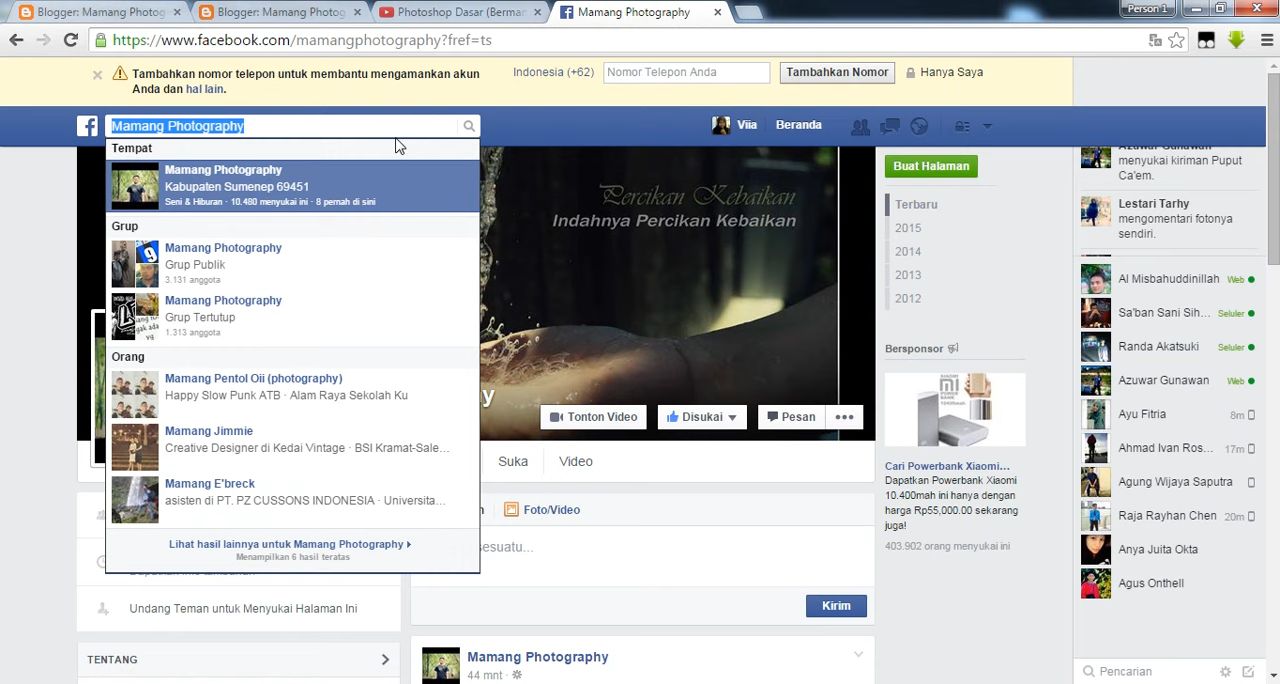 Blogger: Mamang Photog
Blogger: Mamang Photog
Photoshop Dasar (Berma
Mamang Photography
Person 1
https://www.facebook.com/mamangphotography?fref=ts
Tambahkan nomor telepon untuk membantu mengamankan akun
Anda dan hal lain.
Indonesia (+62)
Nomor Telepon Anda
Tambahkan Nomor
Hanya Saya
Mamang Photography
Viia
Beranda
Tempat
Mamang Photography
Kabupaten Sumenep 69451
Seni & Hiburan · 10.480 menyukai ini · 8 pernah di sini
Grup
Mamang Photography
Grup Publik
3.131 anggota
Mamang Photography
Grup Tertutup
1.313 anggota
Orang
Mamang Pentol Oii (photography)
Happy Slow Punk ATB · Alam Raya Sekolah Ku
Mamang Jimmie
Creative Designer di Kedai Vintage · BSI Kramat-Sale...
Mamang E'breck
asisten di PT. PZ CUSSONS INDONESIA · Universita...
Lihat hasil lainnya untuk Mamang Photography
Menampilkan 6 hasil teratas
Undang Teman untuk Menyukai Halaman Ini
TENTANG
Percikan Kebaikan
Indahnya Percikan Kebaikan
y
Tonton Video
Disukai
Pesan
Suka
Video
n
Foto/Video
sesuatu...
Kirim
Mamang Photography
44 mnt
Buat Halaman
Terbaru
2015
2014
2013
2012
Bersponsor
Cari Powerbank Xiaomi...
Dapatkan Powerbank Xiaomi
10.400mah ini hanya dengan
harga Rp55,000.00 sekarang
juga!
403.902 orang menyukai ini
Azuwar Gunawan
menyukai kiriman Puput
Ca'em.
Lestari Tarhy
mengomentari fotonya
sendiri.
Al Misbahuddinillah Web
Sa'ban Sani Sih... Seluler
Randa Akatsuki Seluler
Azuwar Gunawan Web
Ayu Fitria 8m
Ahmad Ivan Ros... 17m
Agung Wijaya Saputra
Raja Rayhan Chen 20m
Anya Juita Okta
Agus Onthell
Pencarian